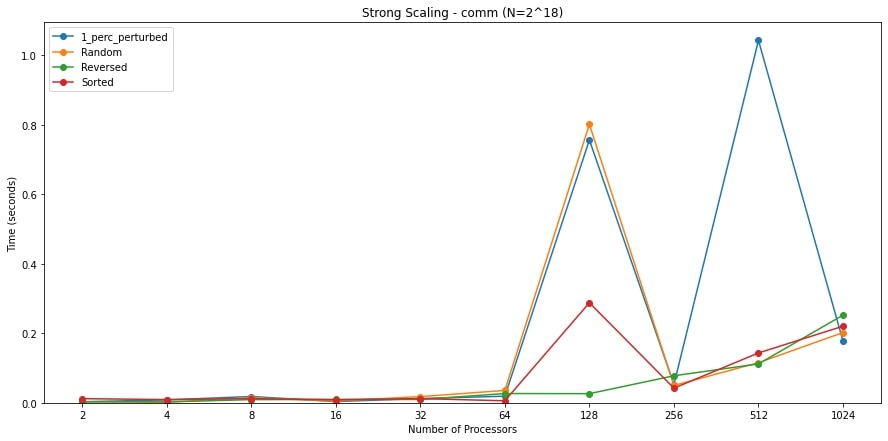 Strong Scaling - comm (N=2^18)
1_perc_perturbed
Random
Reversed
Sorted
1.0
0.8
0.6
0.4
0.2
0.0
Time (seconds)
2 4 8 16 32 64 128 256 512 1024
Number of Processors